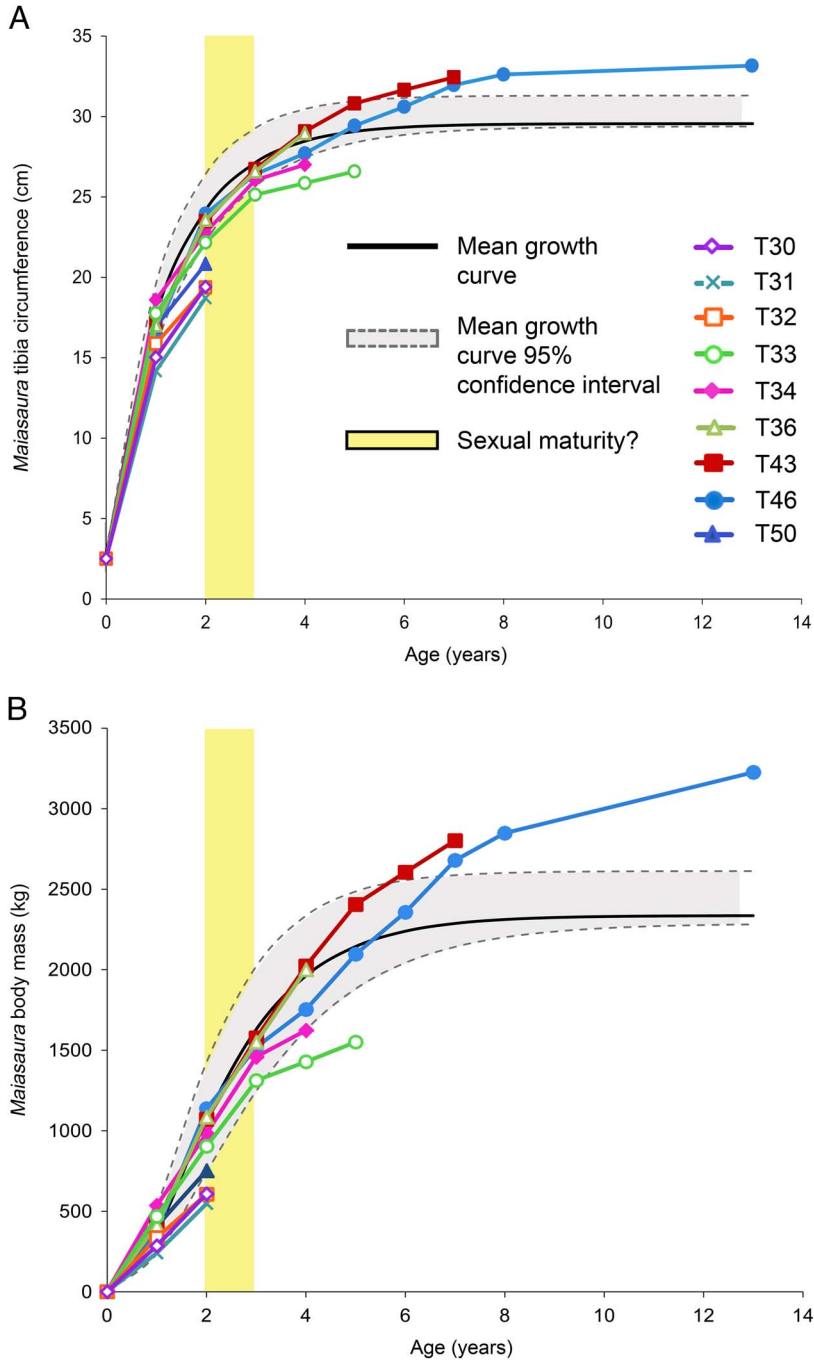 A
35
30
25
20
15
10
5
0
Maiasaura tibia circumference (cm)
Mean growth
curve
Mean growth
curve 95%
confidence interval
Sexual maturity?
T30
T31
T32
T33
T34
T36
T43
T46
T50
0 2 4 6 8 10 12 14
Age (years)
B
3500
3000
2500
2000
1500
1000
500
0
Maiasaura body mass (kg)
0 2 4 6 8 10 12 14
Age (years)